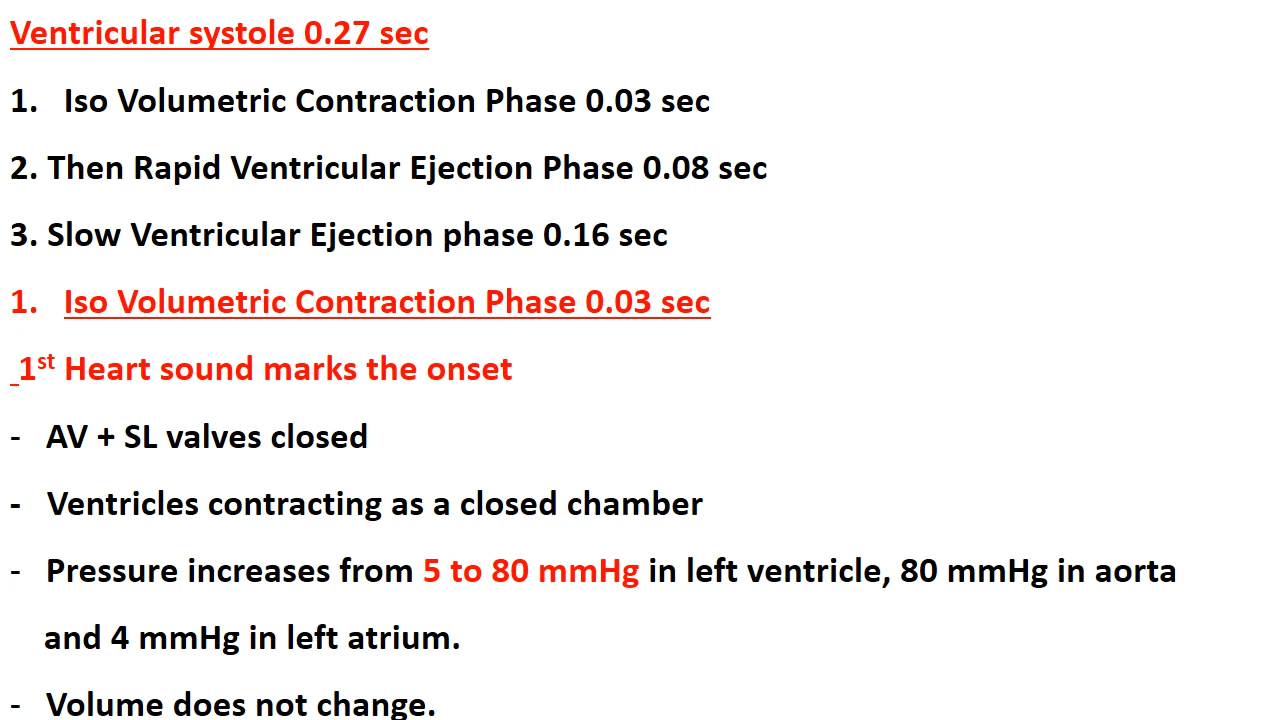 Ventricular systole 0.27 sec
1. Iso Volumetric Contraction Phase 0.03 sec
2. Then Rapid Ventricular Ejection Phase 0.08 sec
3. Slow Ventricular Ejection phase 0.16 sec
1. Iso Volumetric Contraction Phase 0.03 sec
1st Heart sound marks the onset
- AV + SL valves closed
- Ventricles contracting as a closed chamber
- Pressure increases from 5 to 80 mmHg in left ventricle, 80 mmHg in aorta
and 4 mmHg in left atrium.
- Volume does not change.